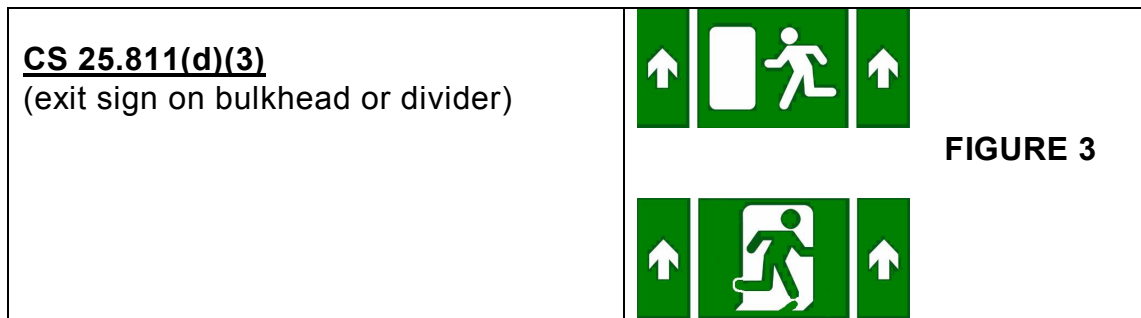 CS 25.811(d)(3)
(exit sign on bulkhead or divider)
FIGURE 3